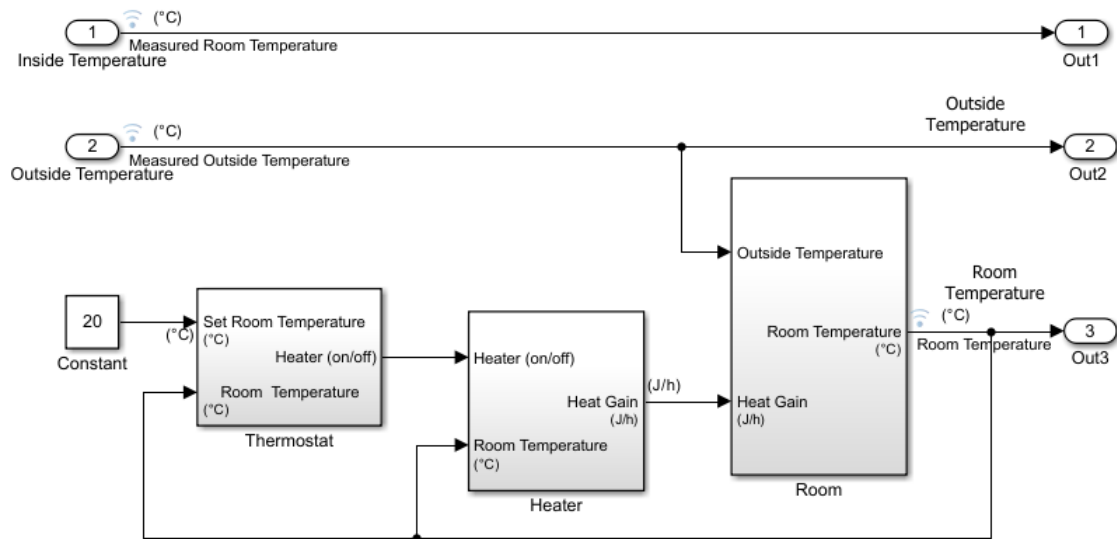 1
(°C)
Measured Room Temperature
Inside Temperature
1
Out1
2
(°C)
Measured Outside Temperature
Outside Temperature
Outside
Temperature
2
Out2
20
Constant
(°C)
Set Room Temperature
(°C)
Heater (on/off)
Room Temperature
(°C)
Thermostat
Heater (on/off)
Heat Gain
(J/h)
Room Temperature
(°C)
Heater
(J/h)
Outside Temperature
Room Temperature
(°C)
Heat Gain
(J/h)
Room
Room
Temperature
(°C)
Room Temperature
3
Out3